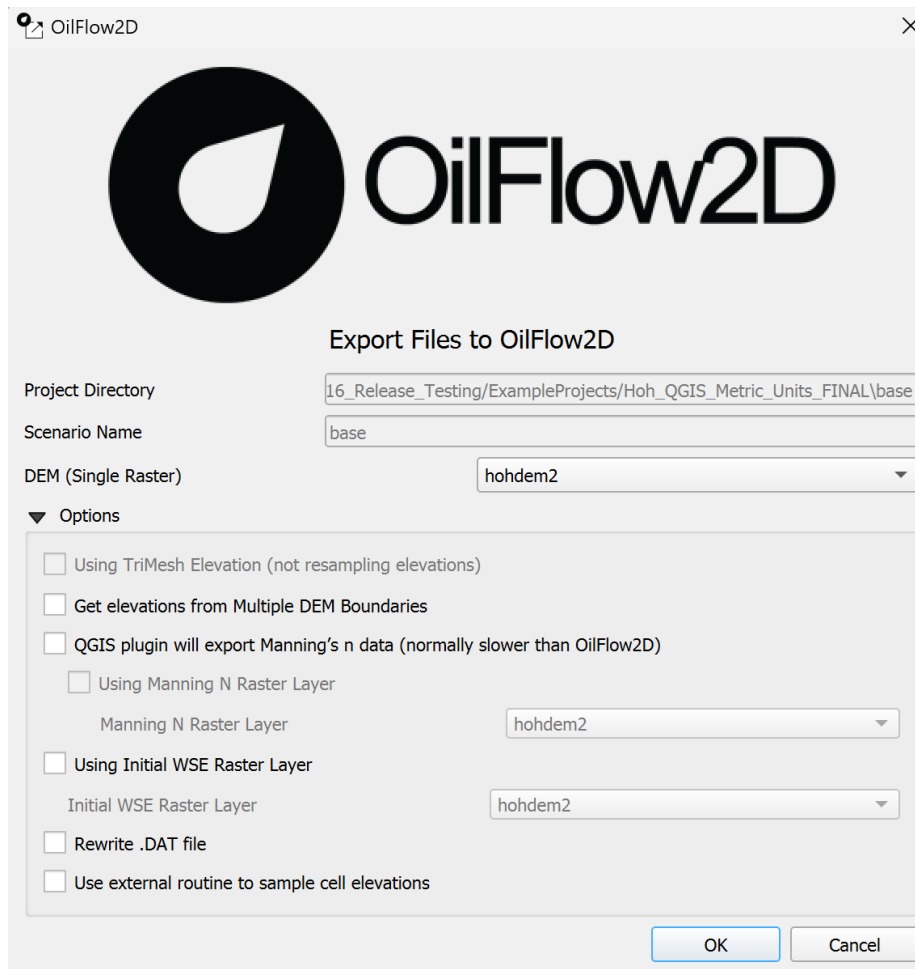 OilFlow2D
OilFlow2D
Export Files to OilFlow2D
Project Directory 16_Release_Testing/ExampleProjects/Hoh_QGIS_Metric_Units_FINAL\base
Scenario Name base
DEM (Single Raster) hohdem2
Options
Using TriMesh Elevation (not resampling elevations)
Get elevations from Multiple DEM Boundaries
QGIS plugin will export Manning’s n data (normally slower than OilFlow2D)
Using Manning N Raster Layer
Manning N Raster Layer hohdem2
Using Initial WSE Raster Layer
Initial WSE Raster Layer hohdem2
Rewrite .DAT file
Use external routine to sample cell elevations
OK Cancel